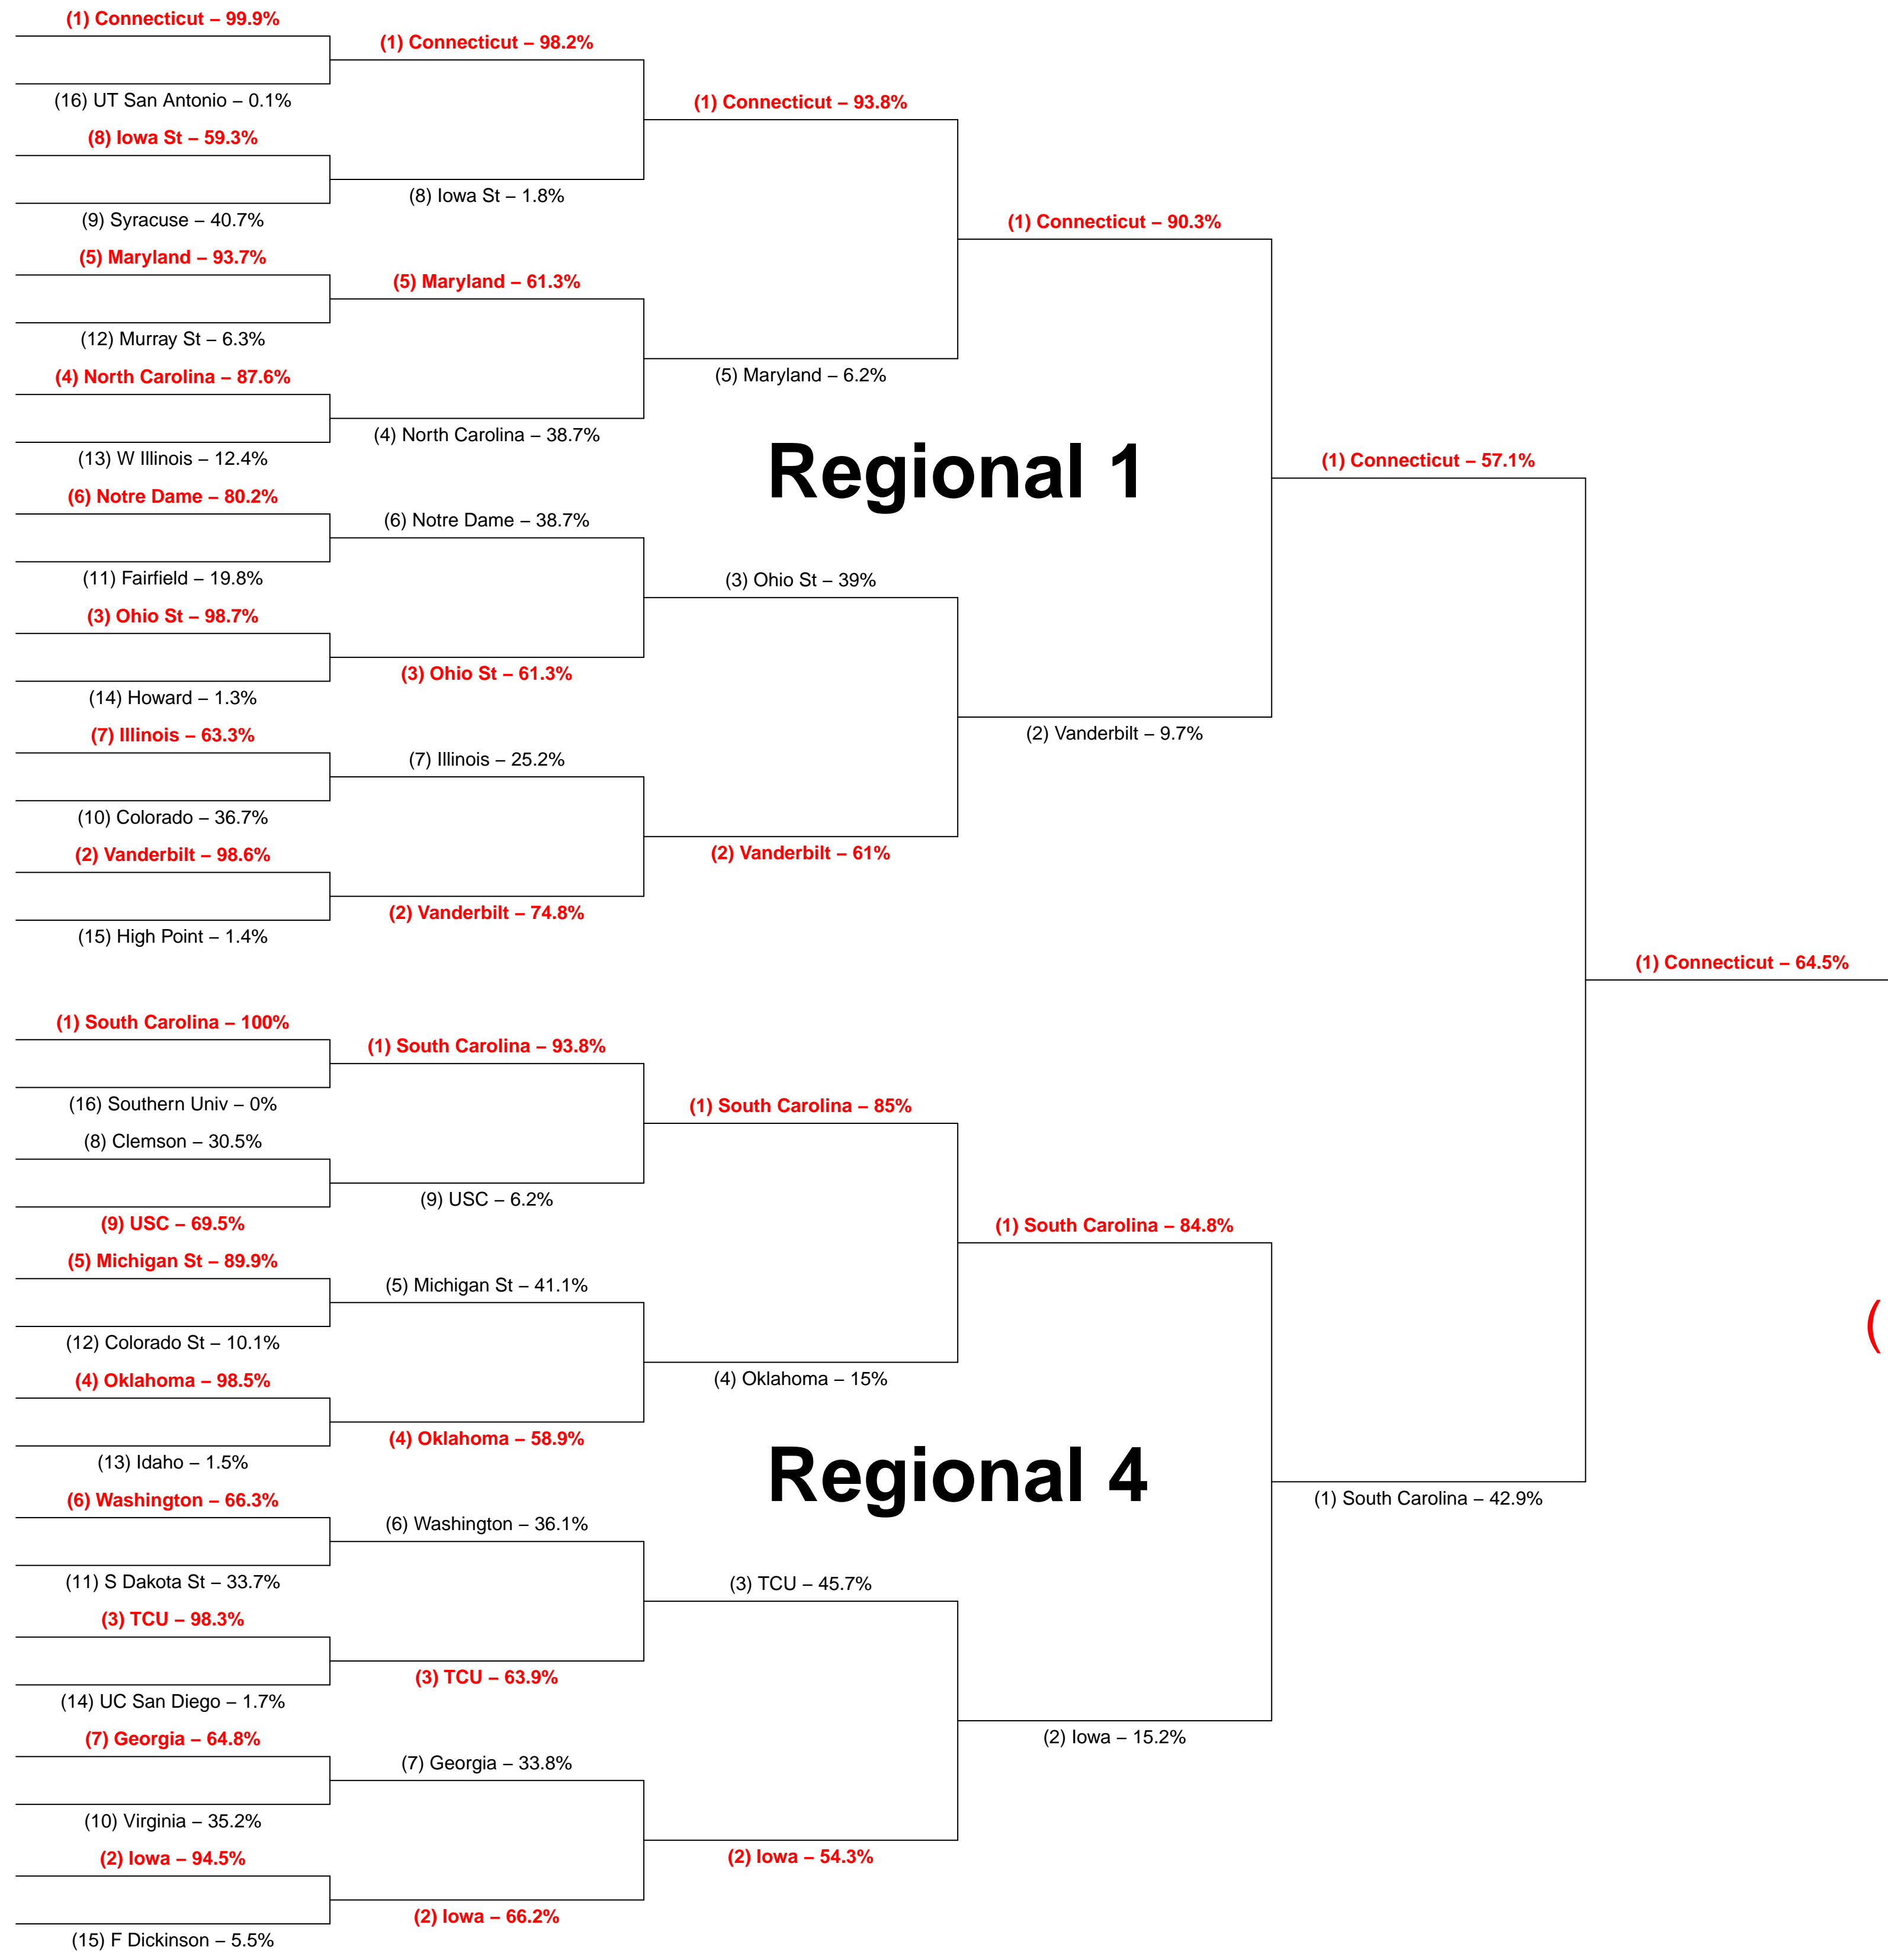 (1) Connecticut – 99.9%
(16) UT San Antonio – 0.1%
(8) Iowa St – 59.3%
(9) Syracuse – 40.7%
(5) Maryland – 93.7%
(12) Murray St – 6.3%
(4) North Carolina – 87.6%
(13) W Illinois – 12.4%
(6) Notre Dame – 80.2%
(11) Fairfield – 19.8%
(3) Ohio St – 98.7%
(14) Howard – 1.3%
(7) Illinois – 63.3%
(10) Colorado – 36.7%
(2) Vanderbilt – 98.6%
(15) High Point – 1.4%
(1) Connecticut – 98.2%
(8) Iowa St – 1.8%
(5) Maryland – 61.3%
(4) North Carolina – 38.7%
(6) Notre Dame – 38.7%
(3) Ohio St – 61.3%
(7) Illinois – 25.2%
(2) Vanderbilt – 74.8%
(1) Connecticut – 93.8%
(5) Maryland – 6.2%
Regional 1
(3) Ohio St – 39%
(2) Vanderbilt – 61%
(1) Connecticut – 90.3%
(2) Vanderbilt – 9.7%
(1) Connecticut – 57.1%
(1) South Carolina – 100%
(16) Southern Univ – 0%
(8) Clemson – 30.5%
(9) USC – 69.5%
(5) Michigan St – 89.9%
(12) Colorado St – 10.1%
(4) Oklahoma – 98.5%
(13) Idaho – 1.5%
(6) Washington – 66.3%
(11) S Dakota St – 33.7%
(3) TCU – 98.3%
(14) UC San Diego – 1.7%
(7) Georgia – 64.8%
(10) Virginia – 35.2%
(2) Iowa – 94.5%
(15) F Dickinson – 5.5%
(1) South Carolina – 93.8%
(9) USC – 6.2%
(5) Michigan St – 41.1%
(4) Oklahoma – 58.9%
(6) Washington – 36.1%
(3) TCU – 63.9%
(7) Georgia – 33.8%
(2) Iowa – 66.2%
(1) South Carolina – 85%
(4) Oklahoma – 15%
Regional 4
(3) TCU – 45.7%
(2) Iowa – 54.3%
(1) South Carolina – 84.8%
(2) Iowa – 15.2%
(1) South Carolina – 42.9%
(1) Connecticut – 64.5%
(